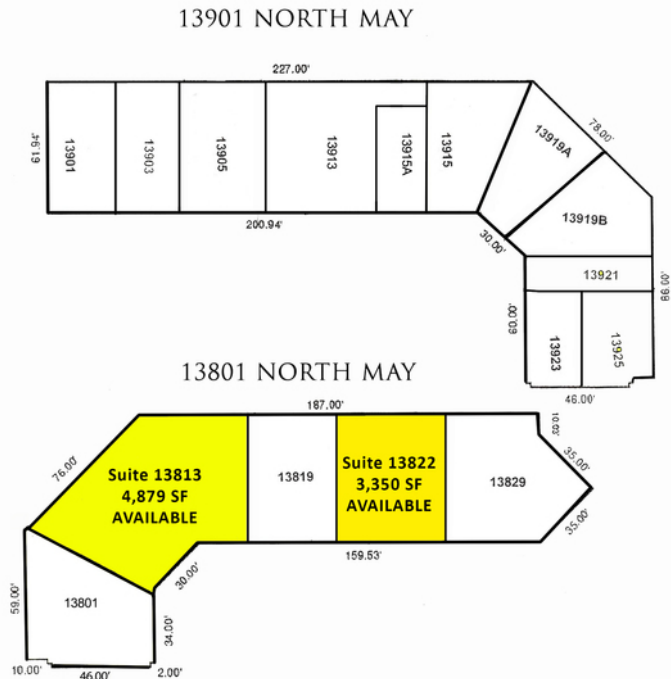 13901 NORTH MAY
227.00'
61.94'
13901
13903
13905
13913
13915A
13915
13919A
78.00'
13919B
200.94'
30.00'
13921
88.00'
60.00'
13923
13925
46.00'
13801 NORTH MAY
187.00'
10.03'
76.00'
Suite 13813
4,879 SF
AVAILABLE
13819
Suite 13822
3,350 SF
AVAILABLE
13829
35.00'
35.00'
159.53'
30.00'
59.00'
13801
34.00'
10.00'
46.00'
2.00'